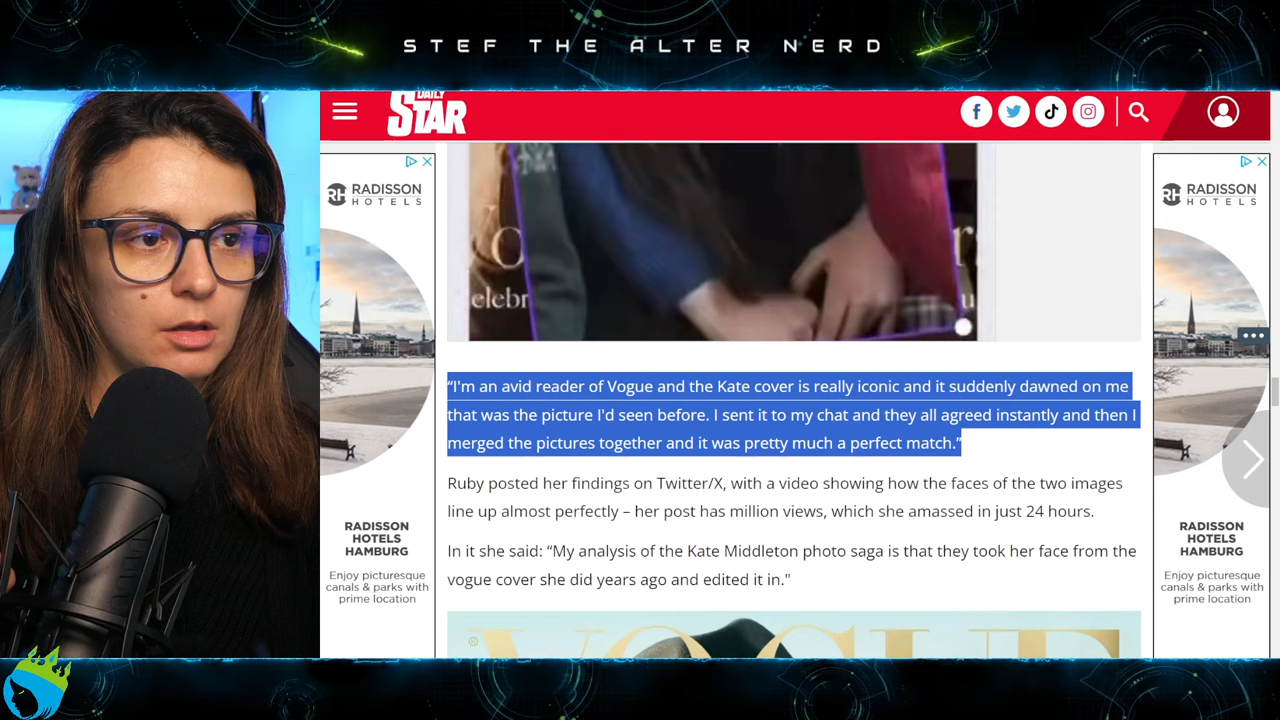 STEF THE ALTER NERD
DAILY
STAR
RADISSON
HOTELS
RADISSON
HOTELS
HAMBURG
Enjoy picturesque
canals & parks with
prime location
elebr
“I'm an avid reader of Vogue and the Kate cover is really iconic and it suddenly dawned on me
that was the picture I'd seen before. I sent it to my chat and they all agreed instantly and then I
merged the pictures together and it was pretty much a perfect match.”
Ruby posted her findings on Twitter/X, with a video showing how the faces of the two images
line up almost perfectly – her post has million views, which she amassed in just 24 hours.
In it she said: “My analysis of the Kate Middleton photo saga is that they took her face from the
vogue cover she did years ago and edited it in."
VOGUE
RADISSON
HOTELS
RADISSON
HOTELS
HAMBURG
Enjoy picturesque
canals & parks with
prime location